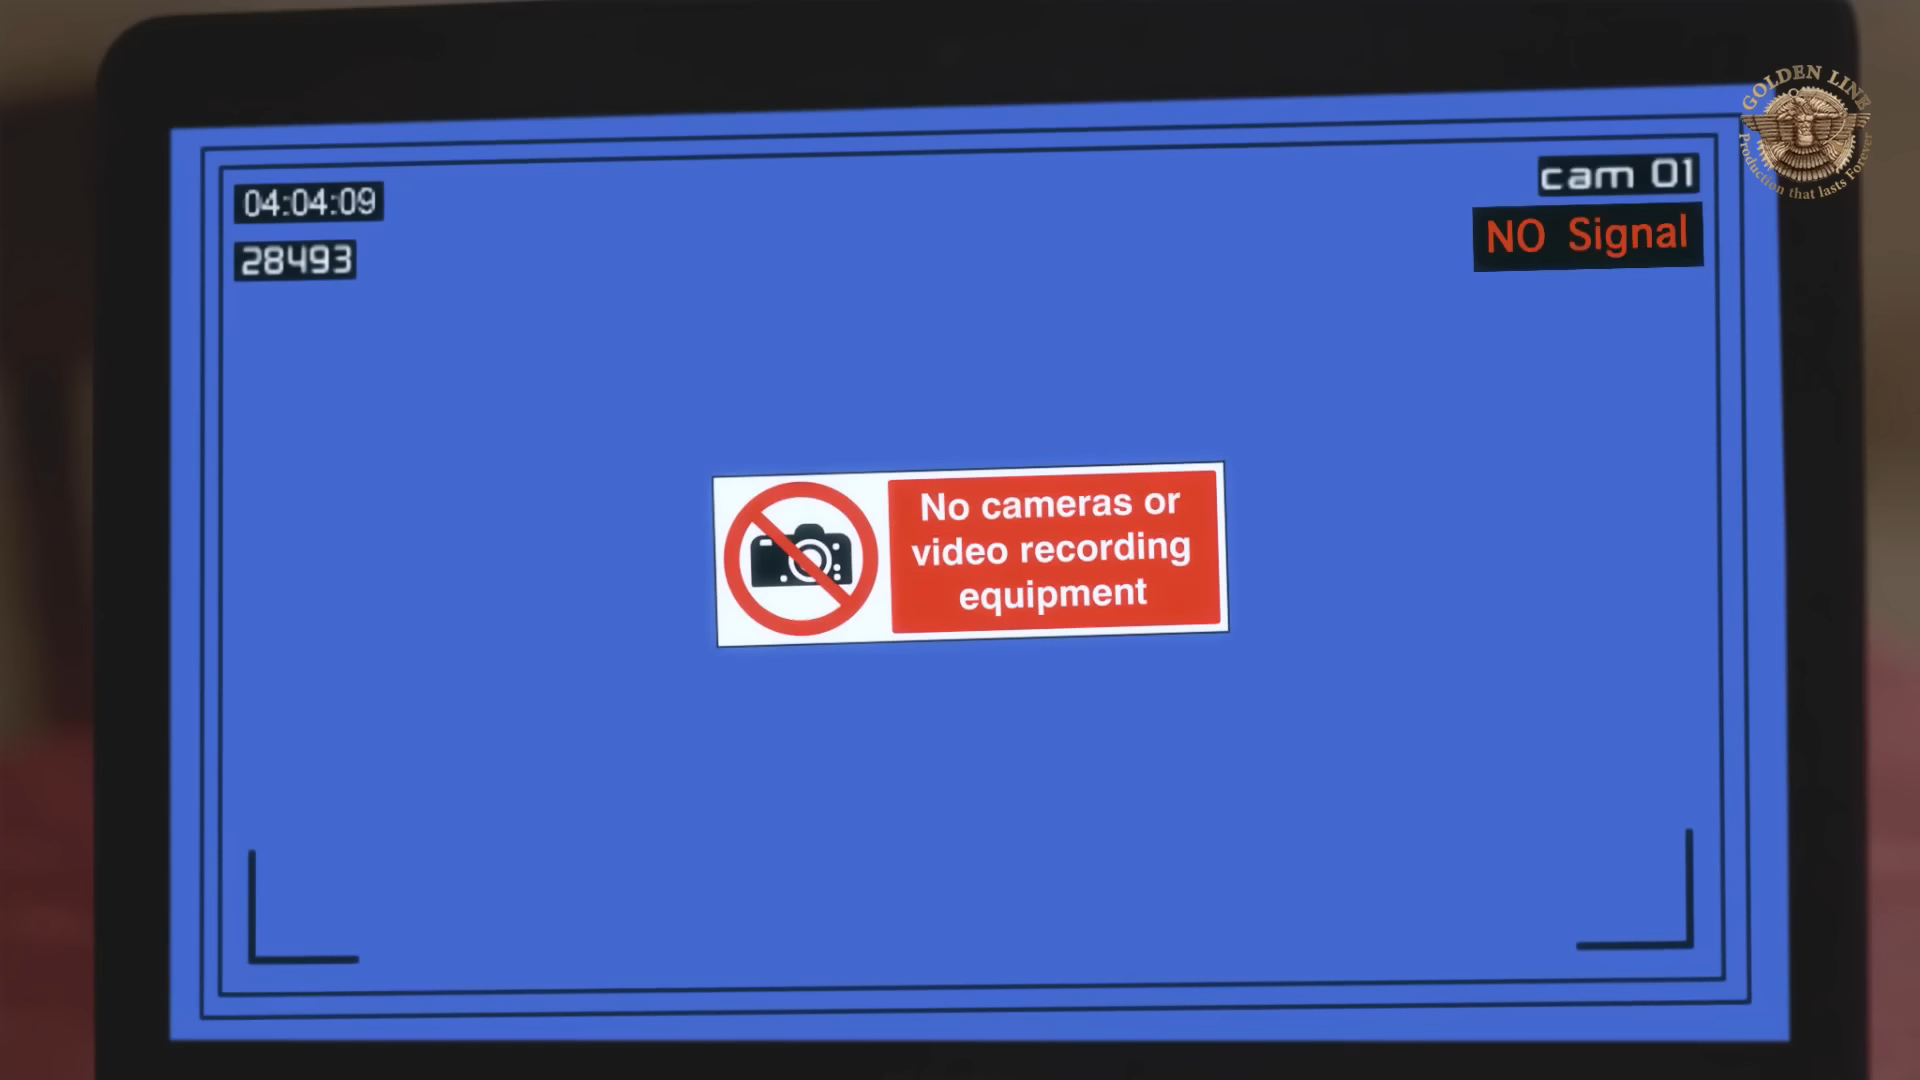 GOLDEN LINE
Production that lasts Forever
04:04:09
cam 01
28493
NO Signal
No cameras or
video recording
equipment